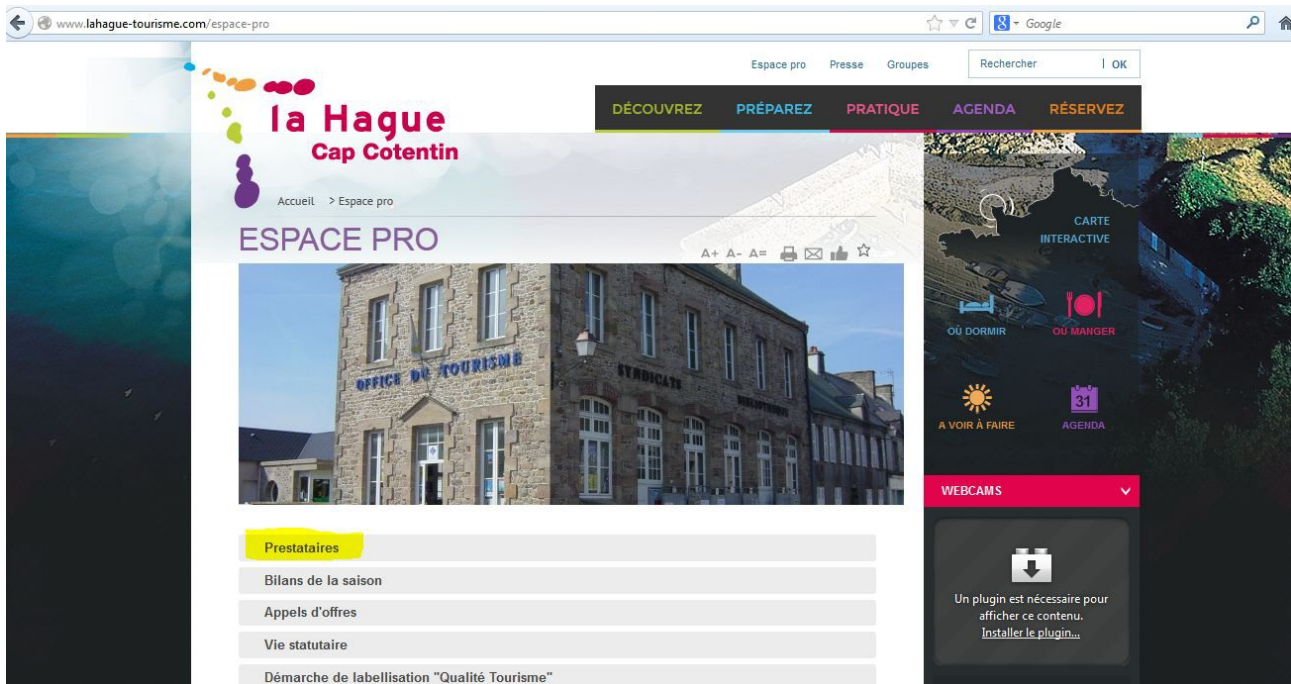 www.lahague-tourisme.com/espace-pro
Google
Espace pro Presse Groupes Rechercher OK
DÉCOUVREZ PRÉPAREZ PRATIQUE AGENDA RÉSERVEZ
la Hague
Cap Cotentin
Accueil > Espace pro
ESPACE PRO
A+ A- A=
CARTE
INTERACTIVE
OFFICE DU TOURISME
SYNDICATE
BIBLIOTHEQUE
OÙ DORMIR OÙ MANGER
31
A VOIR À FAIRE AGENDA
WEBCAMS
Prestataires
Bilans de la saison
Appels d'offres
Vie statutaire
Démarche de labellisation "Qualité Tourisme"
Un plugin est nécessaire pour
afficher ce contenu.
Installer le plugin...